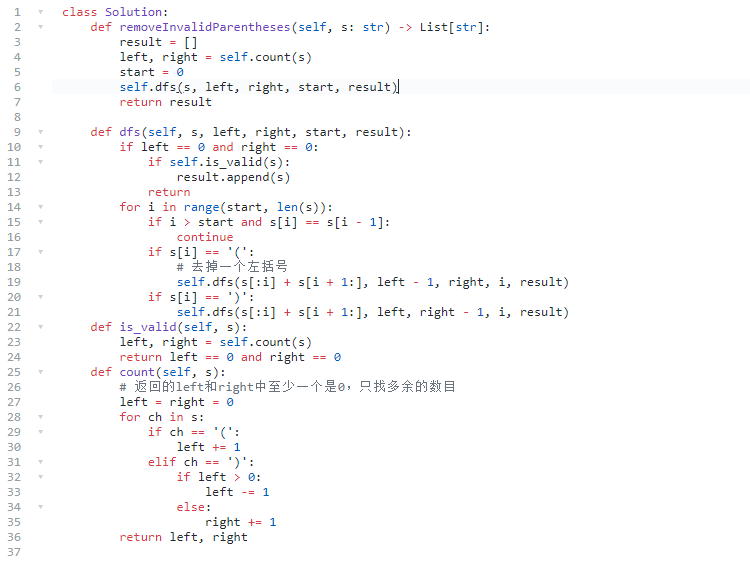 1 class Solution:
2     def removeInvalidParentheses(self, s: str) -> List[str]:
3         result = []
4         left, right = self.count(s)
5         start = 0
6         self.dfs(s, left, right, start, result)
7         return result
8
9     def dfs(self, s, left, right, start, result):
10         if left == 0 and right == 0:
11             if self.is_valid(s):
12                 result.append(s)
13             return
14         for i in range(start, len(s)):
15             if i > start and s[i] == s[i - 1]:
16                 continue
17             if s[i] == '(':
18                 # 去掉一个左括号
19                 self.dfs(s[:i] + s[i + 1:], left - 1, right, i, result)
20             if s[i] == ')':
21                 self.dfs(s[:i] + s[i + 1:], left, right - 1, i, result)
22     def is_valid(self, s):
23         left, right = self.count(s)
24         return left == 0 and right == 0
25     def count(self, s):
26         # 返回的left和right中至少一个是0，只找多余的数目
27         left = right = 0
28         for ch in s:
29             if ch == '(':
30                 left += 1
31             elif ch == ')':
32                 if left > 0:
33                     left -= 1
34                 else:
35                     right += 1
36         return left, right
37